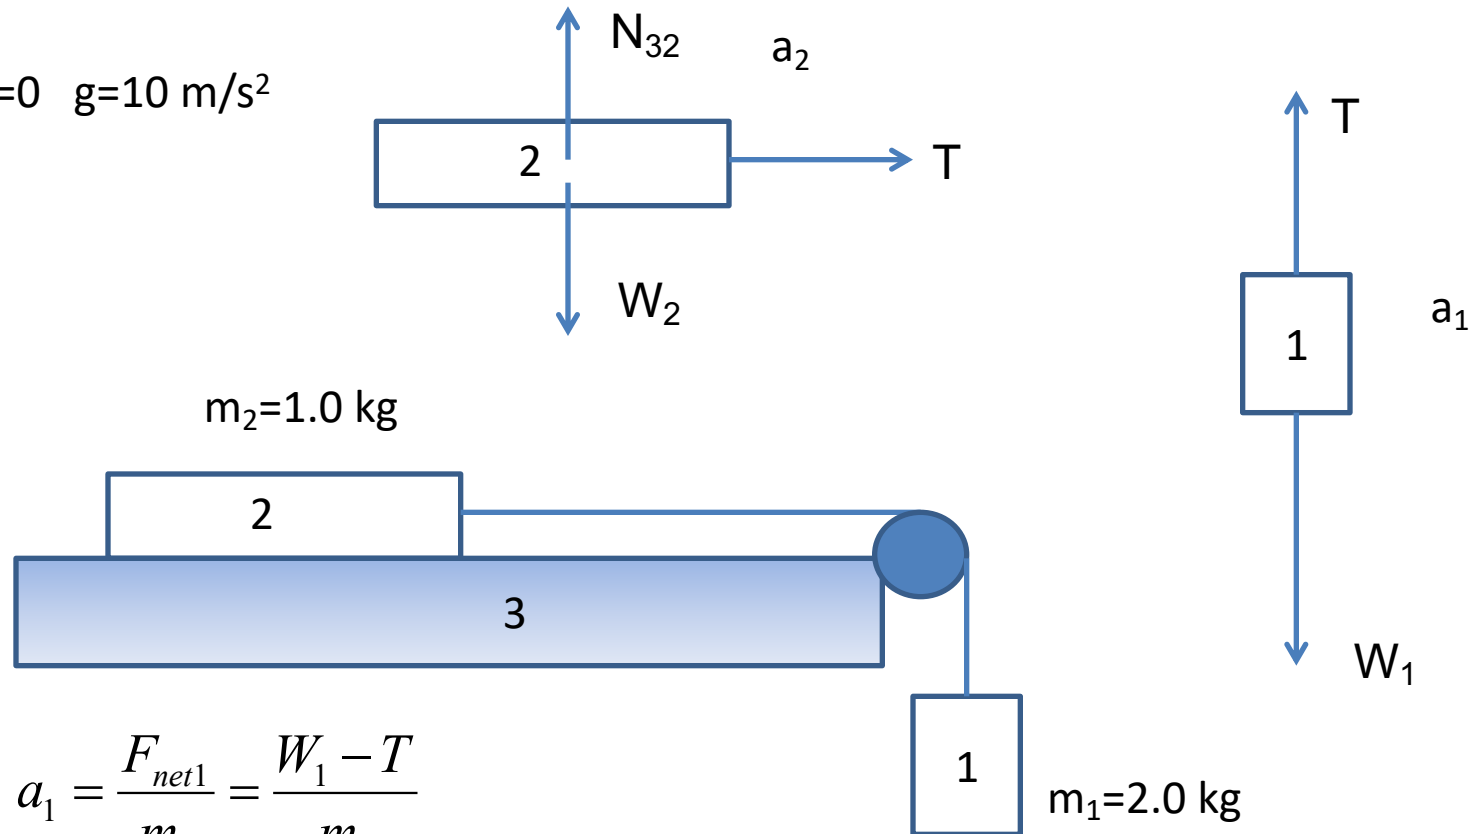 N₃₂
a₂
=0 g=10 m/s²
T
2
T
W₂
a₁
1
m₂=1.0 kg
2
3
W₁
a₁ = F_net1 / m = (W₁ − T) / m
1
m₁=2.0 kg